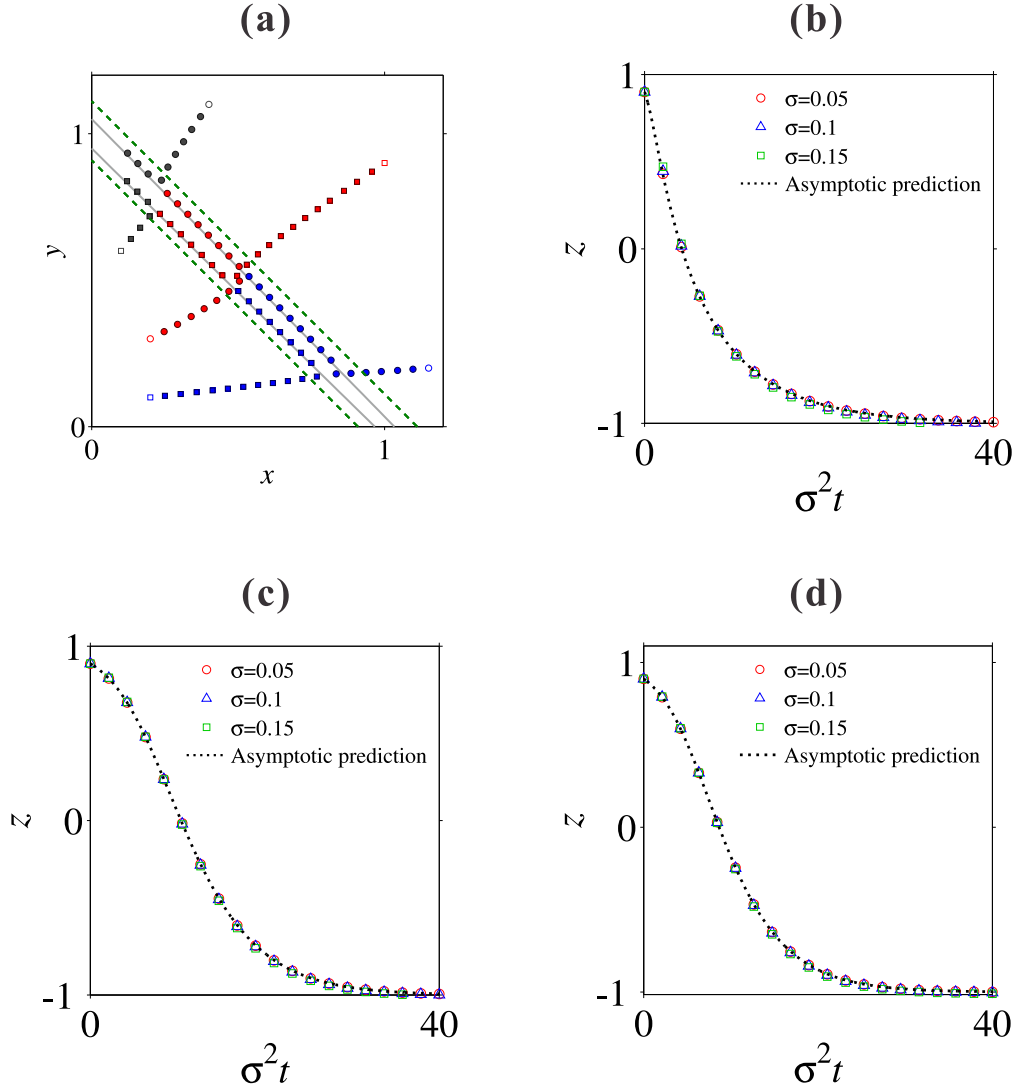 (a)
1
y
0
0
1
x
(b)
1
σ=0.05
σ=0.1
σ=0.15
Asymptotic prediction
z
0
-1
0
40
σ²t
(c)
1
σ=0.05
σ=0.1
σ=0.15
Asymptotic prediction
z
0
-1
0
40
σ²t
(d)
1
σ=0.05
σ=0.1
σ=0.15
Asymptotic prediction
z
0
-1
0
40
σ²t